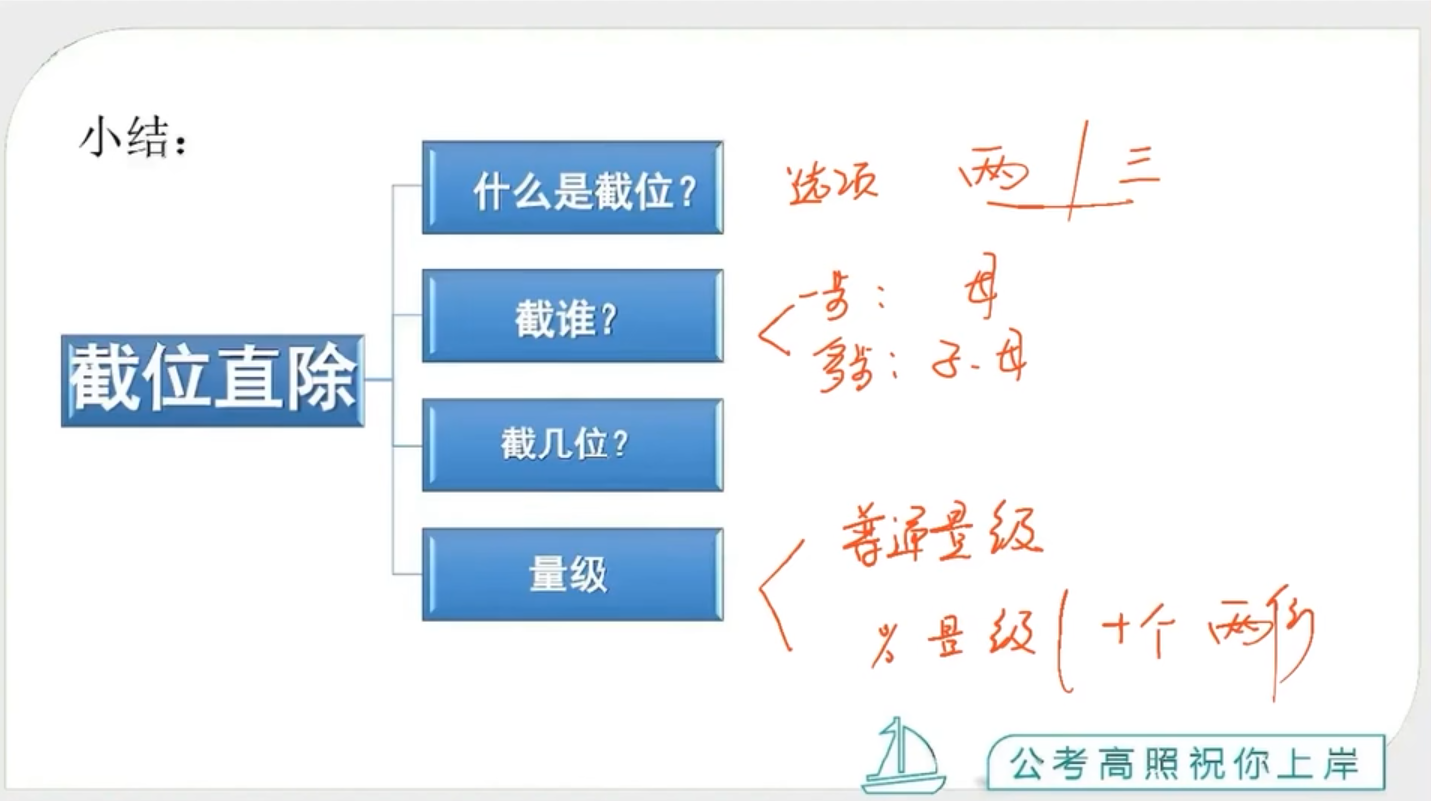 小结：
什么是截位？
选项 两 三
截谁？
一步： 母
多步： 子、母
截位直除
截几位？
普通量级
量级
%量级（十个 两
公考高照祝你上岸